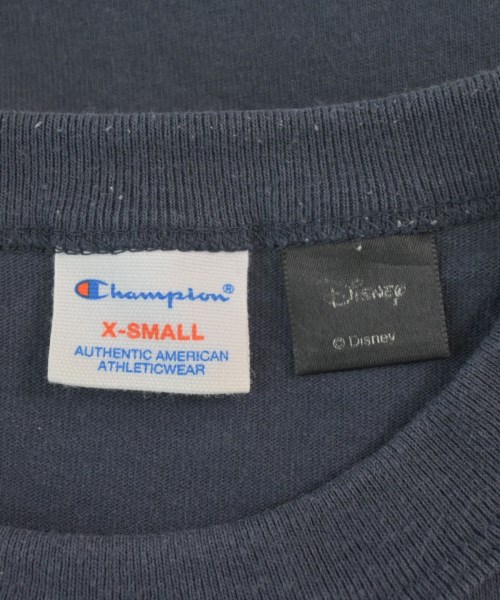 Champion
X-SMALL
AUTHENTIC AMERICAN
ATHLETICWEAR
Disney
© Disney